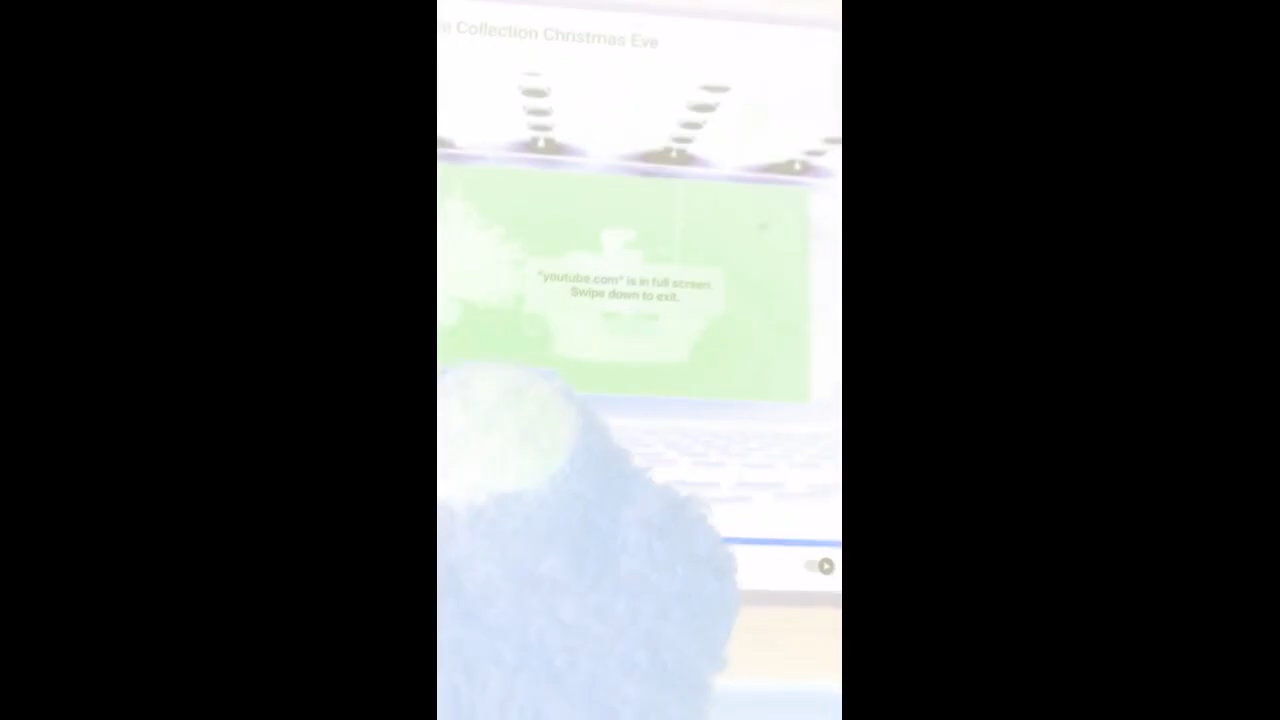 Collection Christmas Eve
"youtube.com" is in full screen.
Swipe down to exit.